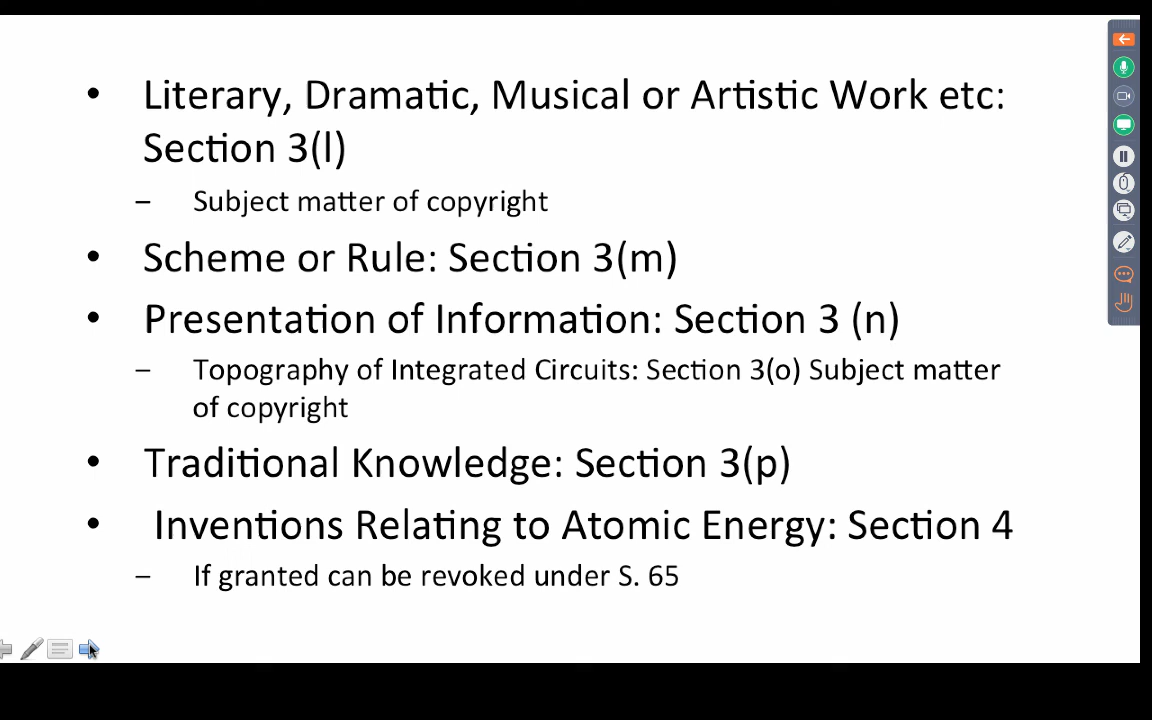 • Literary, Dramatic, Musical or Artistic Work etc:
Section 3(l)
– Subject matter of copyright
• Scheme or Rule: Section 3(m)
• Presentation of Information: Section 3 (n)
– Topography of Integrated Circuits: Section 3(o) Subject matter
of copyright
• Traditional Knowledge: Section 3(p)
• Inventions Relating to Atomic Energy: Section 4
– If granted can be revoked under S. 65